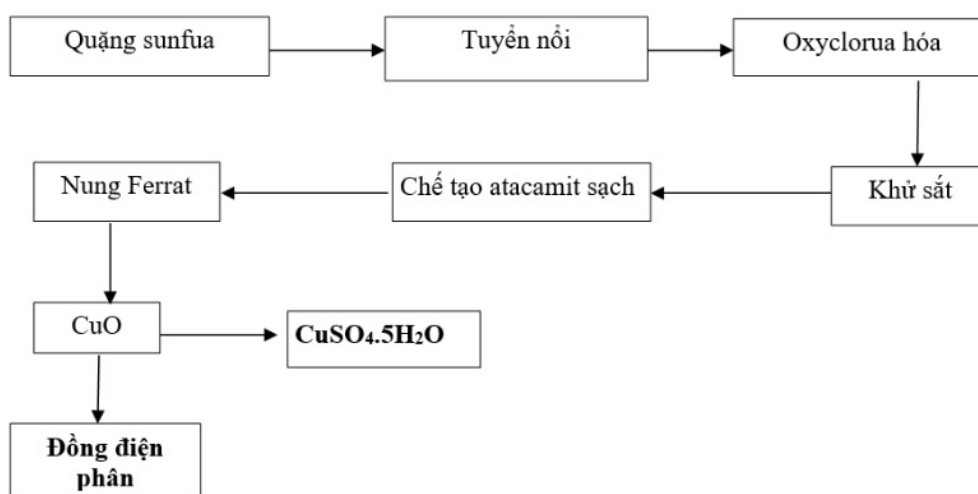 Quặng sunfua
Tuyển nổi
Oxyclorua hóa
Khử sắt
Chế tạo atacamit sạch
Nung Ferrat
CuO
CuSO₄.5H₂O
Đồng điện
phân